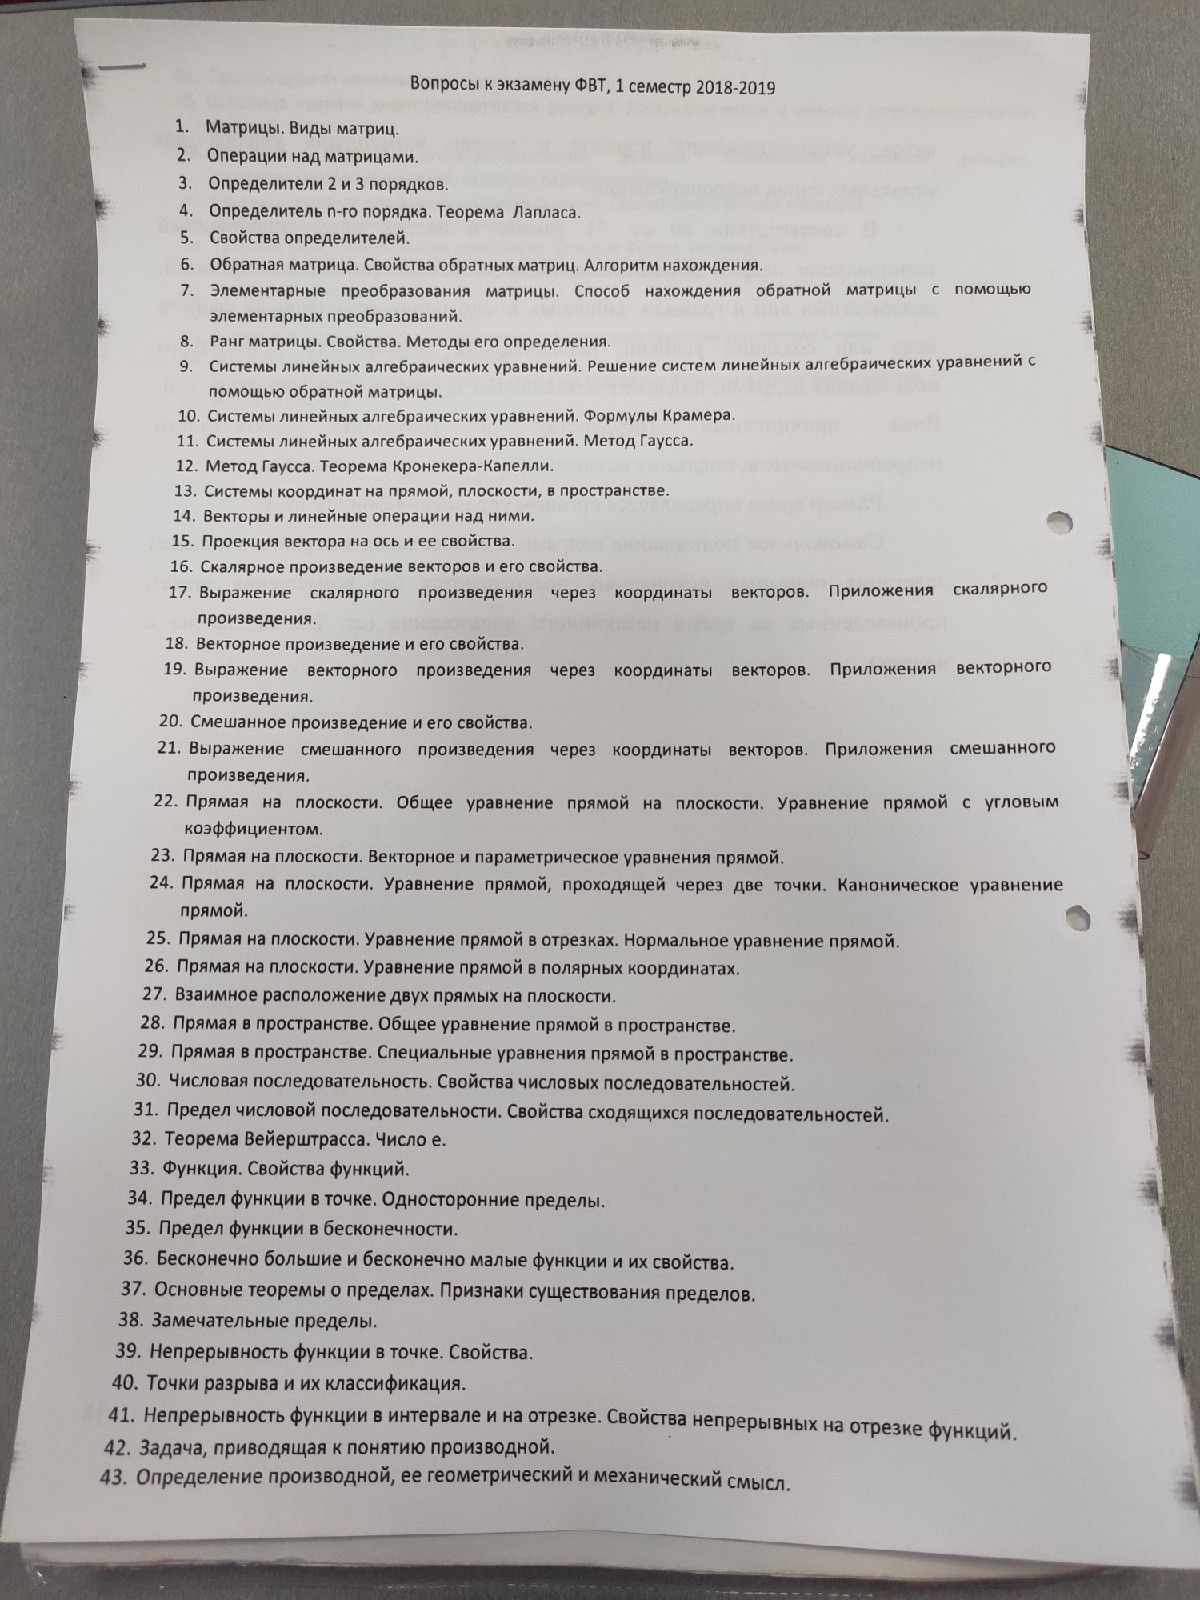 Вопросы к экзамену ФВТ, 1 семестр 2018-2019
1. Матрицы. Виды матриц.
2. Операции над матрицами.
3. Определители 2 и 3 порядков.
4. Определитель n-го порядка. Теорема Лапласа.
5. Свойства определителей.
6. Обратная матрица. Свойства обратных матриц. Алгоритм нахождения.
7. Элементарные преобразования матрицы. Способ нахождения обратной матрицы с помощью
элементарных преобразований.
8. Ранг матрицы. Свойства. Методы его определения.
9. Системы линейных алгебраических уравнений. Решение систем линейных алгебраических уравнений с
помощью обратной матрицы.
10. Системы линейных алгебраических уравнений. Формулы Крамера.
11. Системы линейных алгебраических уравнений. Метод Гаусса.
12. Метод Гаусса. Теорема Кронекера-Капелли.
13. Системы координат на прямой, плоскости, в пространстве.
14. Векторы и линейные операции над ними.
15. Проекция вектора на ось и ее свойства.
16. Скалярное произведение векторов и его свойства.
17. Выражение скалярного произведения через координаты векторов. Приложения скалярного
произведения.
18. Векторное произведение и его свойства.
19. Выражение векторного произведения через координаты векторов. Приложения векторного
произведения.
20. Смешанное произведение и его свойства.
21. Выражение смешанного произведения через координаты векторов. Приложения смешанного
произведения.
22. Прямая на плоскости. Общее уравнение прямой на плоскости. Уравнение прямой с угловым
коэффициентом.
23. Прямая на плоскости. Векторное и параметрическое уравнения прямой.
24. Прямая на плоскости. Уравнение прямой, проходящей через две точки. Каноническое уравнение
прямой.
25. Прямая на плоскости. Уравнение прямой в отрезках. Нормальное уравнение прямой.
26. Прямая на плоскости. Уравнение прямой в полярных координатах.
27. Взаимное расположение двух прямых на плоскости.
28. Прямая в пространстве. Общее уравнение прямой в пространстве.
29. Прямая в пространстве. Специальные уравнения прямой в пространстве.
30. Числовая последовательность. Свойства числовых последовательностей.
31. Предел числовой последовательности. Свойства сходящихся последовательностей.
32. Теорема Вейерштрасса. Число е.
33. Функция. Свойства функций.
34. Предел функции в точке. Односторонние пределы.
35. Предел функции в бесконечности.
36. Бесконечно большие и бесконечно малые функции и их свойства.
37. Основные теоремы о пределах. Признаки существования пределов.
38. Замечательные пределы.
39. Непрерывность функции в точке. Свойства.
40. Точки разрыва и их классификация.
41. Непрерывность функции в интервале и на отрезке. Свойства непрерывных на отрезке функций.
42. Задача, приводящая к понятию производной.
43. Определение производной, ее геометрический и механический смысл.